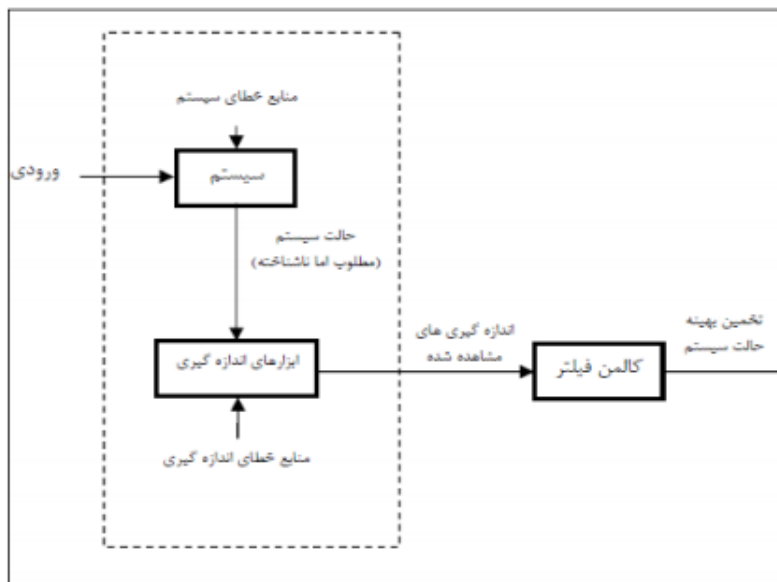 منابع خطای سیستم
ورودی
سیستم
حالت سیستم
(مطلوب اما ناشناخته)
ابزارهای اندازه گیری
منابع خطای اندازه گیری
اندازه گیری های
مشاهده شده
کالمن فیلتر
تخمین بهینه
حالت سیستم